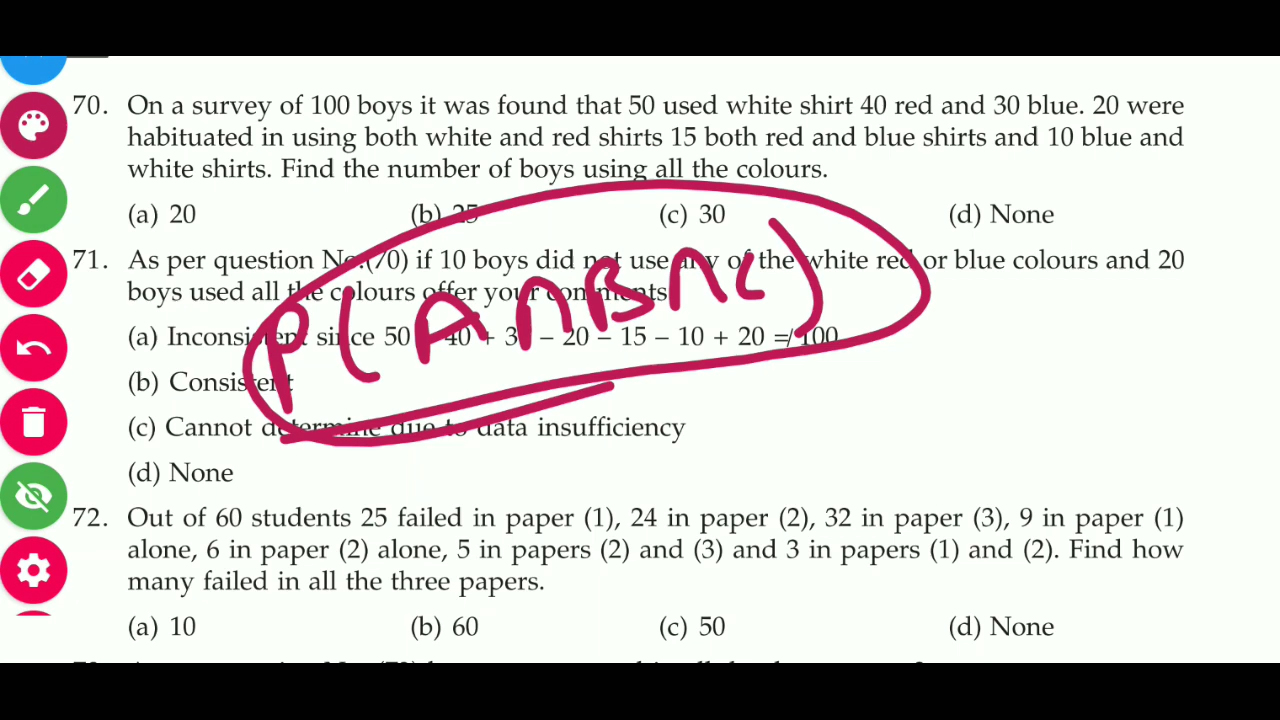 70. On a survey of 100 boys it was found that 50 used white shirt 40 red and 30 blue. 20 were
habituated in using both white and red shirts 15 both red and blue shirts and 10 blue and
white shirts. Find the number of boys using all the colours.
(a) 20 (b) 25 (c) 30 (d) None
71. As per question No.(70) if 10 boys did not use any of the white red or blue colours and 20
boys used all the colours offer your comments.
P(A∩B∩C)
(a) Inconsistent since 50 + 40 + 30 – 20 – 15 – 10 + 20 ≠ 100
(b) Consistent
(c) Cannot determine due to data insufficiency
(d) None
72. Out of 60 students 25 failed in paper (1), 24 in paper (2), 32 in paper (3), 9 in paper (1)
alone, 6 in paper (2) alone, 5 in papers (2) and (3) and 3 in papers (1) and (2). Find how
many failed in all the three papers.
(a) 10 (b) 60 (c) 50 (d) None